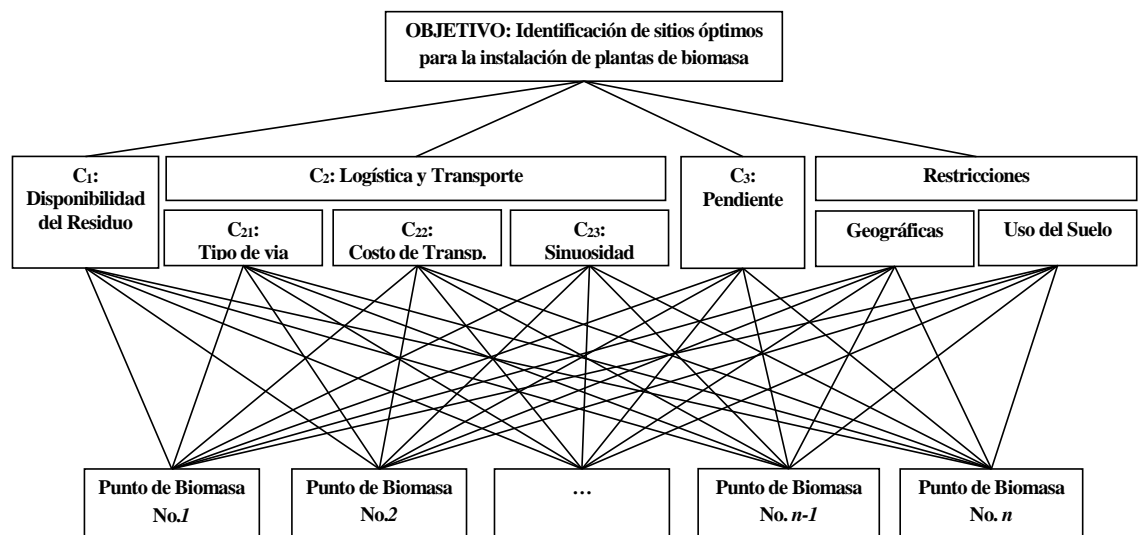 OBJETIVO: Identificación de sitios óptimos
para la instalación de plantas de biomasa
C₁:
Disponibilidad
del Residuo
C₂: Logística y Transporte
C₂₁:
Tipo de via
C₂₂:
Costo de Transp.
C₂₃:
Sinuosidad
C₃:
Pendiente
Restricciones
Geográficas
Uso del Suelo
Punto de Biomasa
No.1
Punto de Biomasa
No.2
…
Punto de Biomasa
No. n-1
Punto de Biomasa
No. n